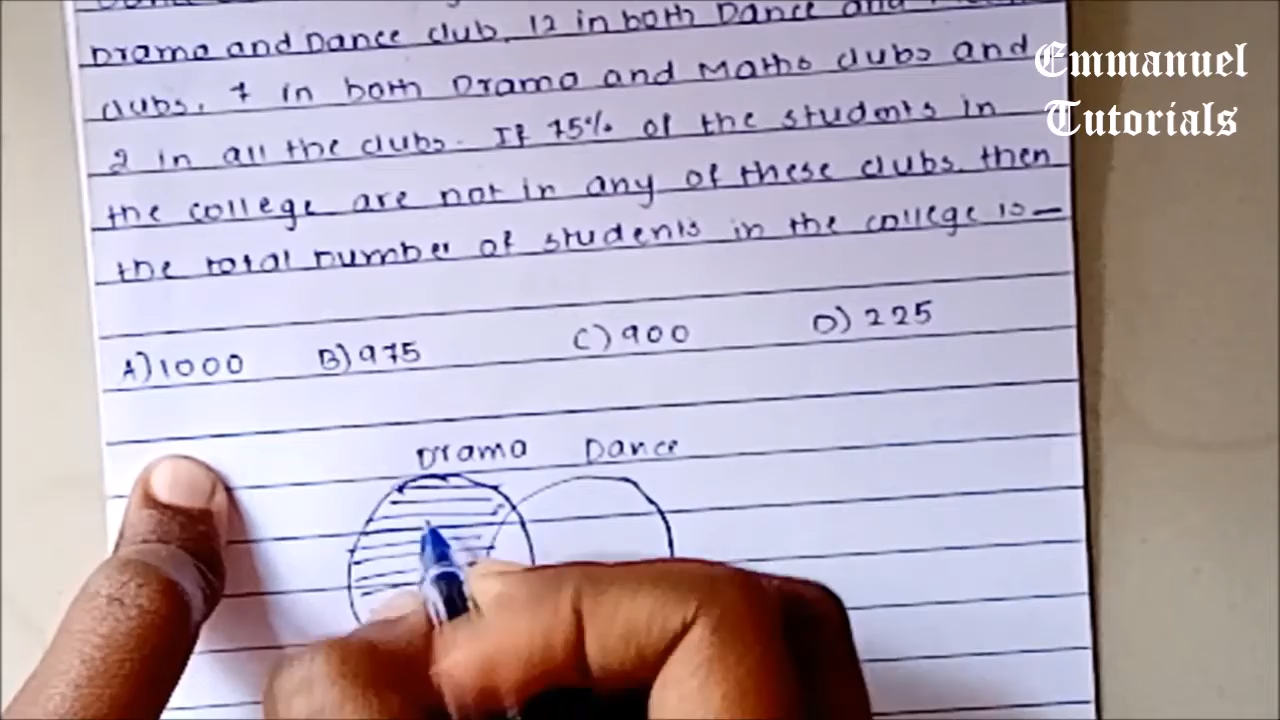 Drama and Dance club, 12 in both Dance and
clubs, 7 in both Drama and Maths clubs and
2 in all the clubs. If 75% of the students in
the college are not in any of these clubs, then
the total number of students in the college is —
A) 1000 B) 975 C) 900 D) 225
Drama Dance
Emmanuel
Tutorials